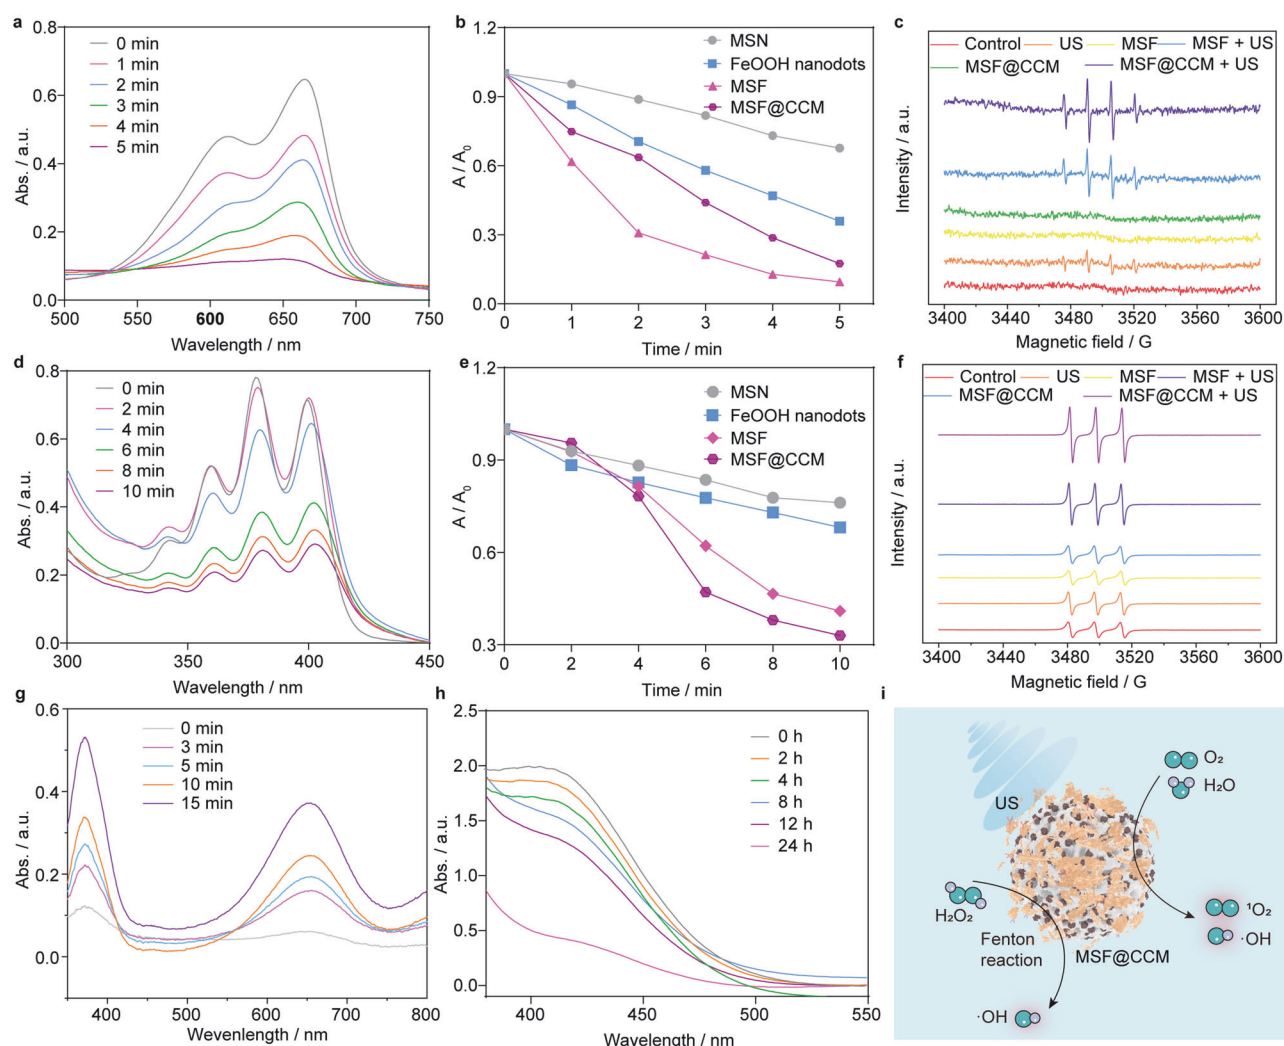 a
0.8
0.6
0.4
0.2
0.0
Abs. / a.u.
0 min
1 min
2 min
3 min
4 min
5 min
500 550 600 650 700 750
Wavelength / nm
b
1.2
0.9
0.6
0.3
0.0
A / A0
MSN
FeOOH nanodots
MSF
MSF@CCM
0 1 2 3 4 5
Time / min
c
Control US MSF MSF + US
MSF@CCM MSF@CCM + US
Intensity / a.u.
3400 3440 3480 3520 3560 3600
Magnetic field / G
d
0.8
0.6
0.4
0.2
0.0
Abs. / a.u.
0 min
2 min
4 min
6 min
8 min
10 min
300 350 400 450
Wavelength / nm
e
1.2
0.9
0.6
0.3
A / A0
MSN
FeOOH nanodots
MSF
MSF@CCM
0 2 4 6 8 10
Time / min
f
Control US MSF MSF + US
MSF@CCM MSF@CCM + US
Intensity / a.u.
3400 3440 3480 3520 3560 3600
Magnetic field / G
g
0.6
0.4
0.2
0.0
Abs. / a.u.
0 min
3 min
5 min
10 min
15 min
400 500 600 700 800
Wevenlength / nm
h
2.5
2.0
1.5
1.0
0.5
0.0
Abs. / a.u.
0 h
2 h
4 h
8 h
12 h
24 h
400 450 500 550
Wavelength / nm
i
US
O₂
H₂O
H₂O₂
Fenton
reaction
MSF@CCM
¹O₂
·OH
·OH